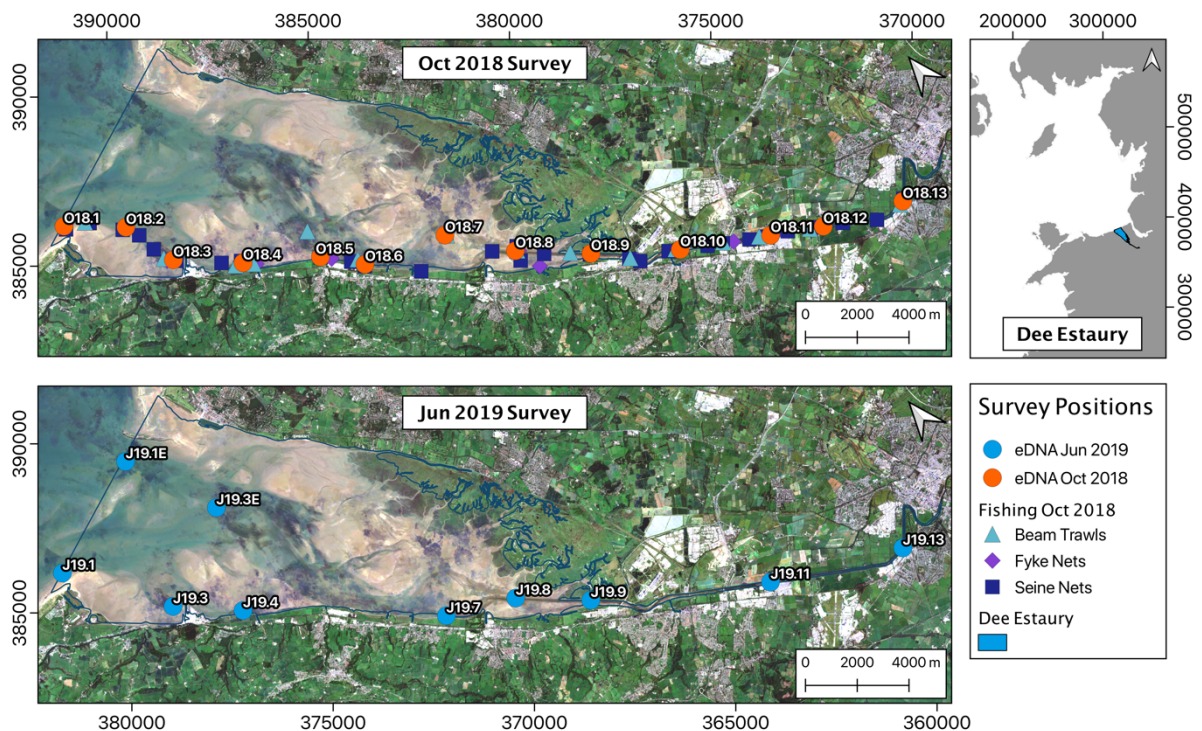 390000 385000 380000 375000 370000
200000 300000
Oct 2018 Survey
390000
385000
O18.1
O18.2
O18.3
O18.4
O18.5
O18.6
O18.7
O18.8
O18.9
O18.10
O18.11
O18.12
O18.13
0 2000 4000 m
500000
400000
300000
Dee Estaury
Jun 2019 Survey
390000
385000
J19.1E
J19.3E
J19.1
J19.3
J19.4
J19.7
J19.8
J19.9
J19.11
J19.13
0 2000 4000 m
380000 375000 370000 365000 360000
Survey Positions
eDNA Jun 2019
eDNA Oct 2018
Fishing Oct 2018
Beam Trawls
Fyke Nets
Seine Nets
Dee Estaury